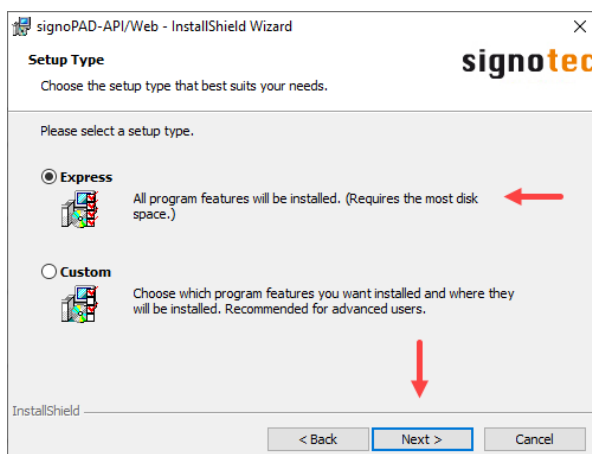 signoPAD-API/Web - InstallShield Wizard
Setup Type
signotec
Choose the setup type that best suits your needs.
Please select a setup type.
Express
All program features will be installed. (Requires the most disk
space.)
Custom
Choose which program features you want installed and where they
will be installed. Recommended for advanced users.
InstallShield
< Back Next > Cancel